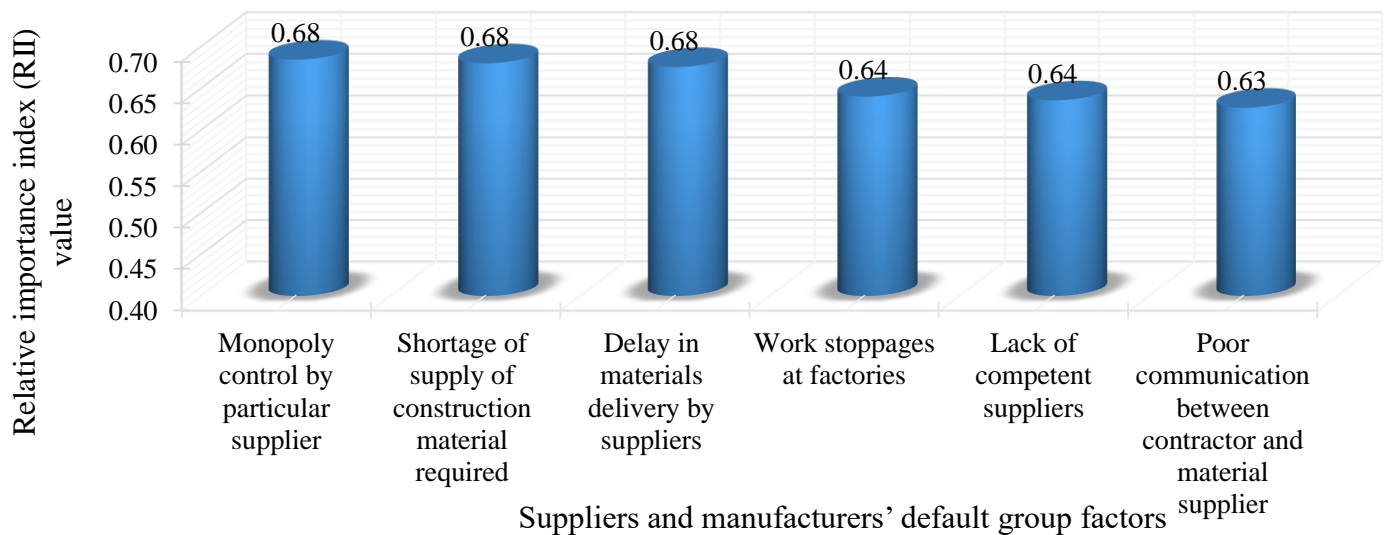 Relative importance index (RII)
value
0.70
0.65
0.60
0.55
0.50
0.45
0.40
0.68
0.68
0.68
0.64
0.64
0.63
Monopoly
control by
particular
supplier
Shortage of
supply of
construction
material
required
Delay in
materials
delivery by
suppliers
Work stoppages
at factories
Lack of
competent
suppliers
Poor
communication
between
contractor and
material
supplier
Suppliers and manufacturers’ default group factors